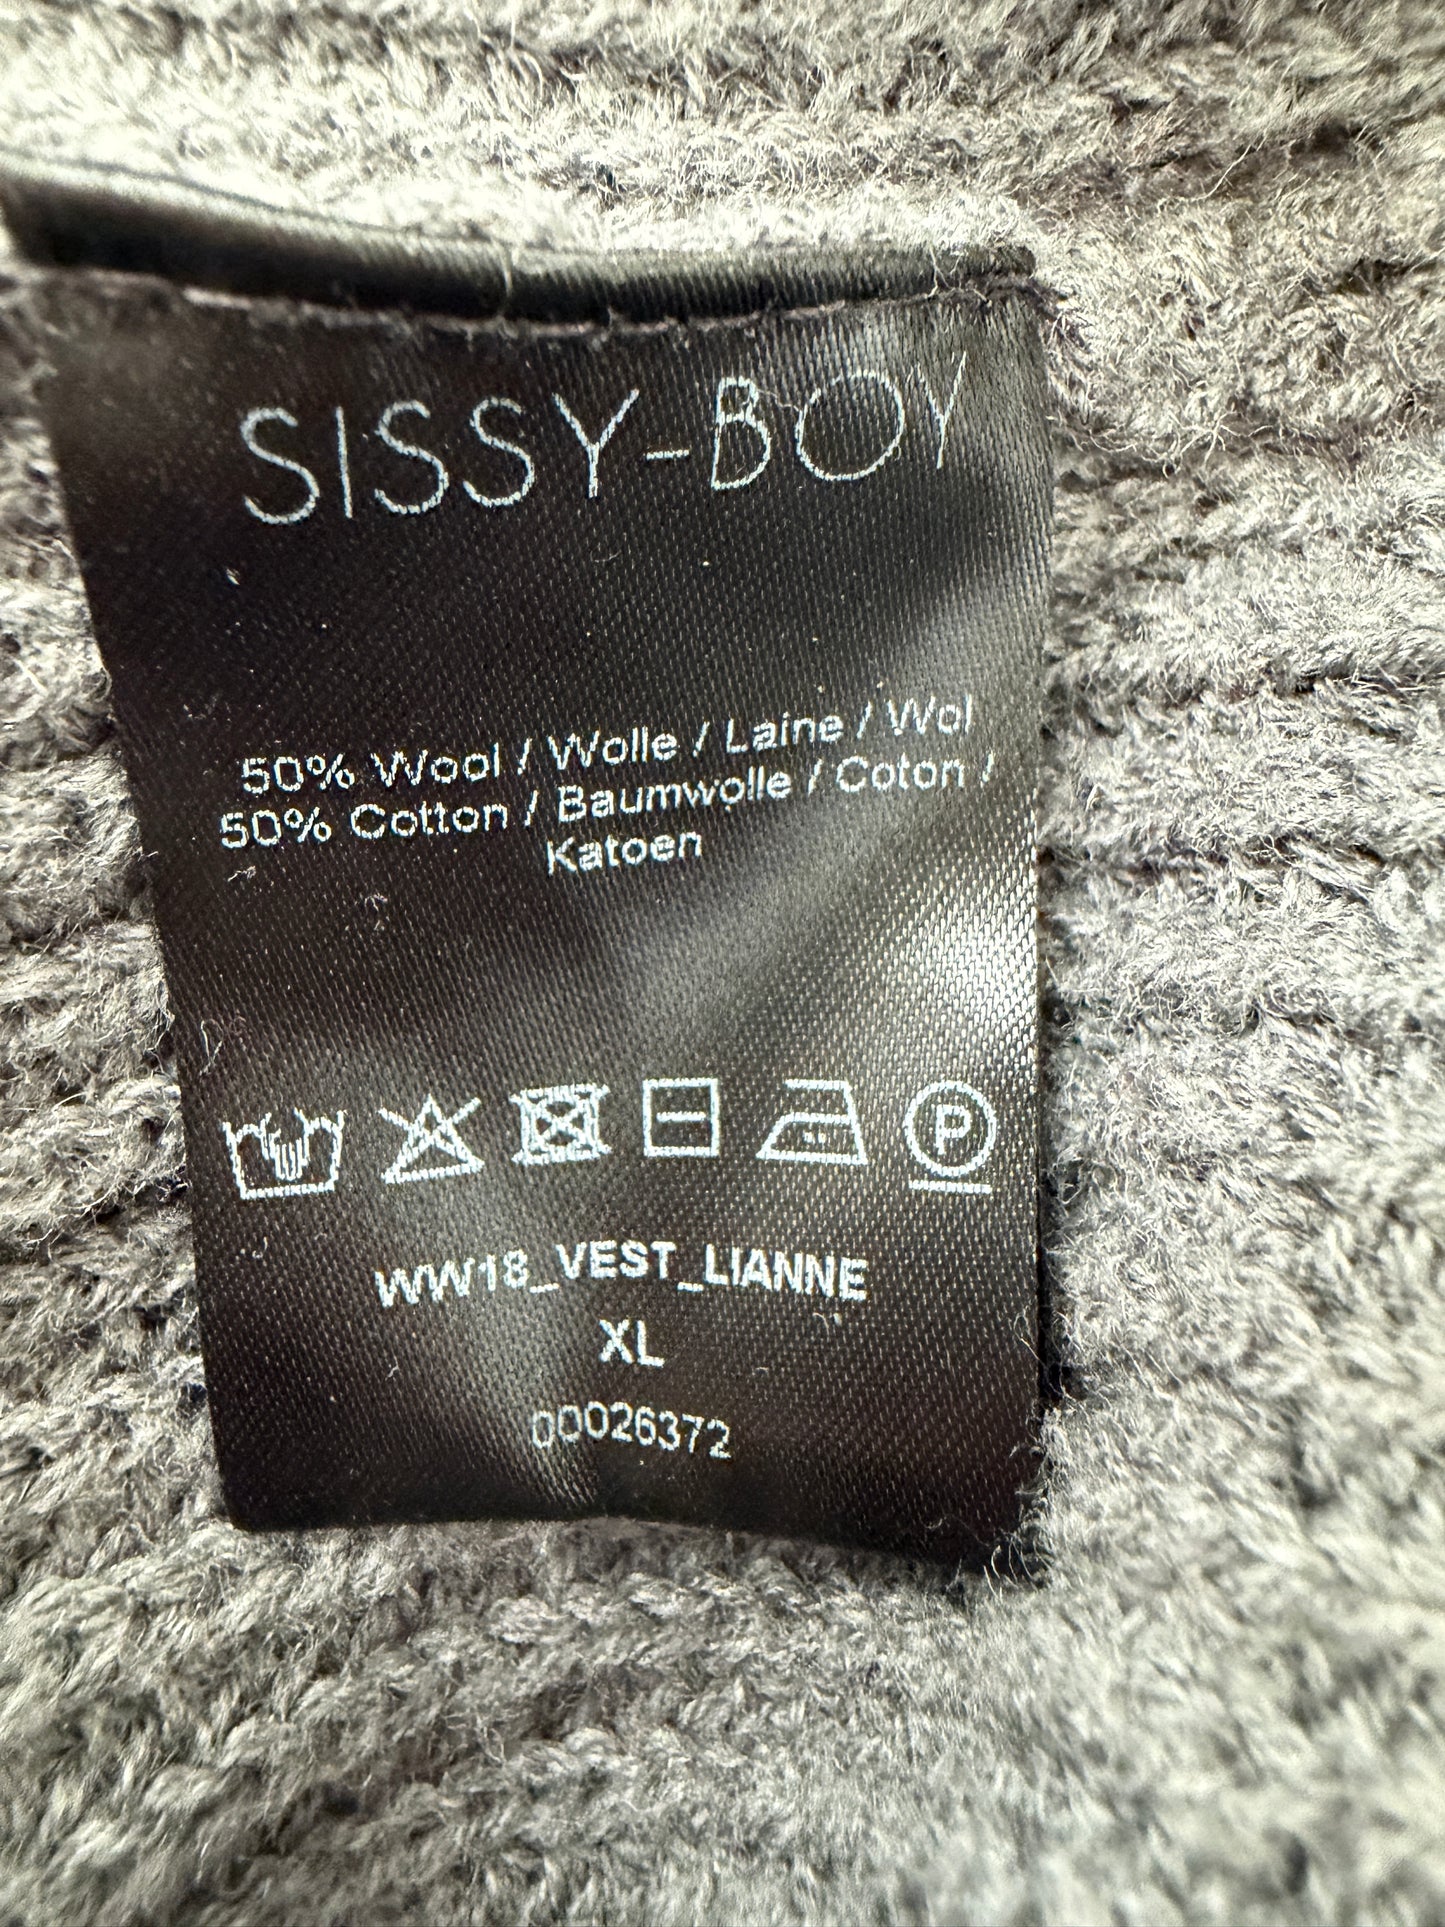 SISSY-BOY
50% Wool / Wolle / Laine / Wol
50% Cotton / Baumwolle / Coton /
Katoen
P
WW18_VEST_LIANNE
XL
00026372